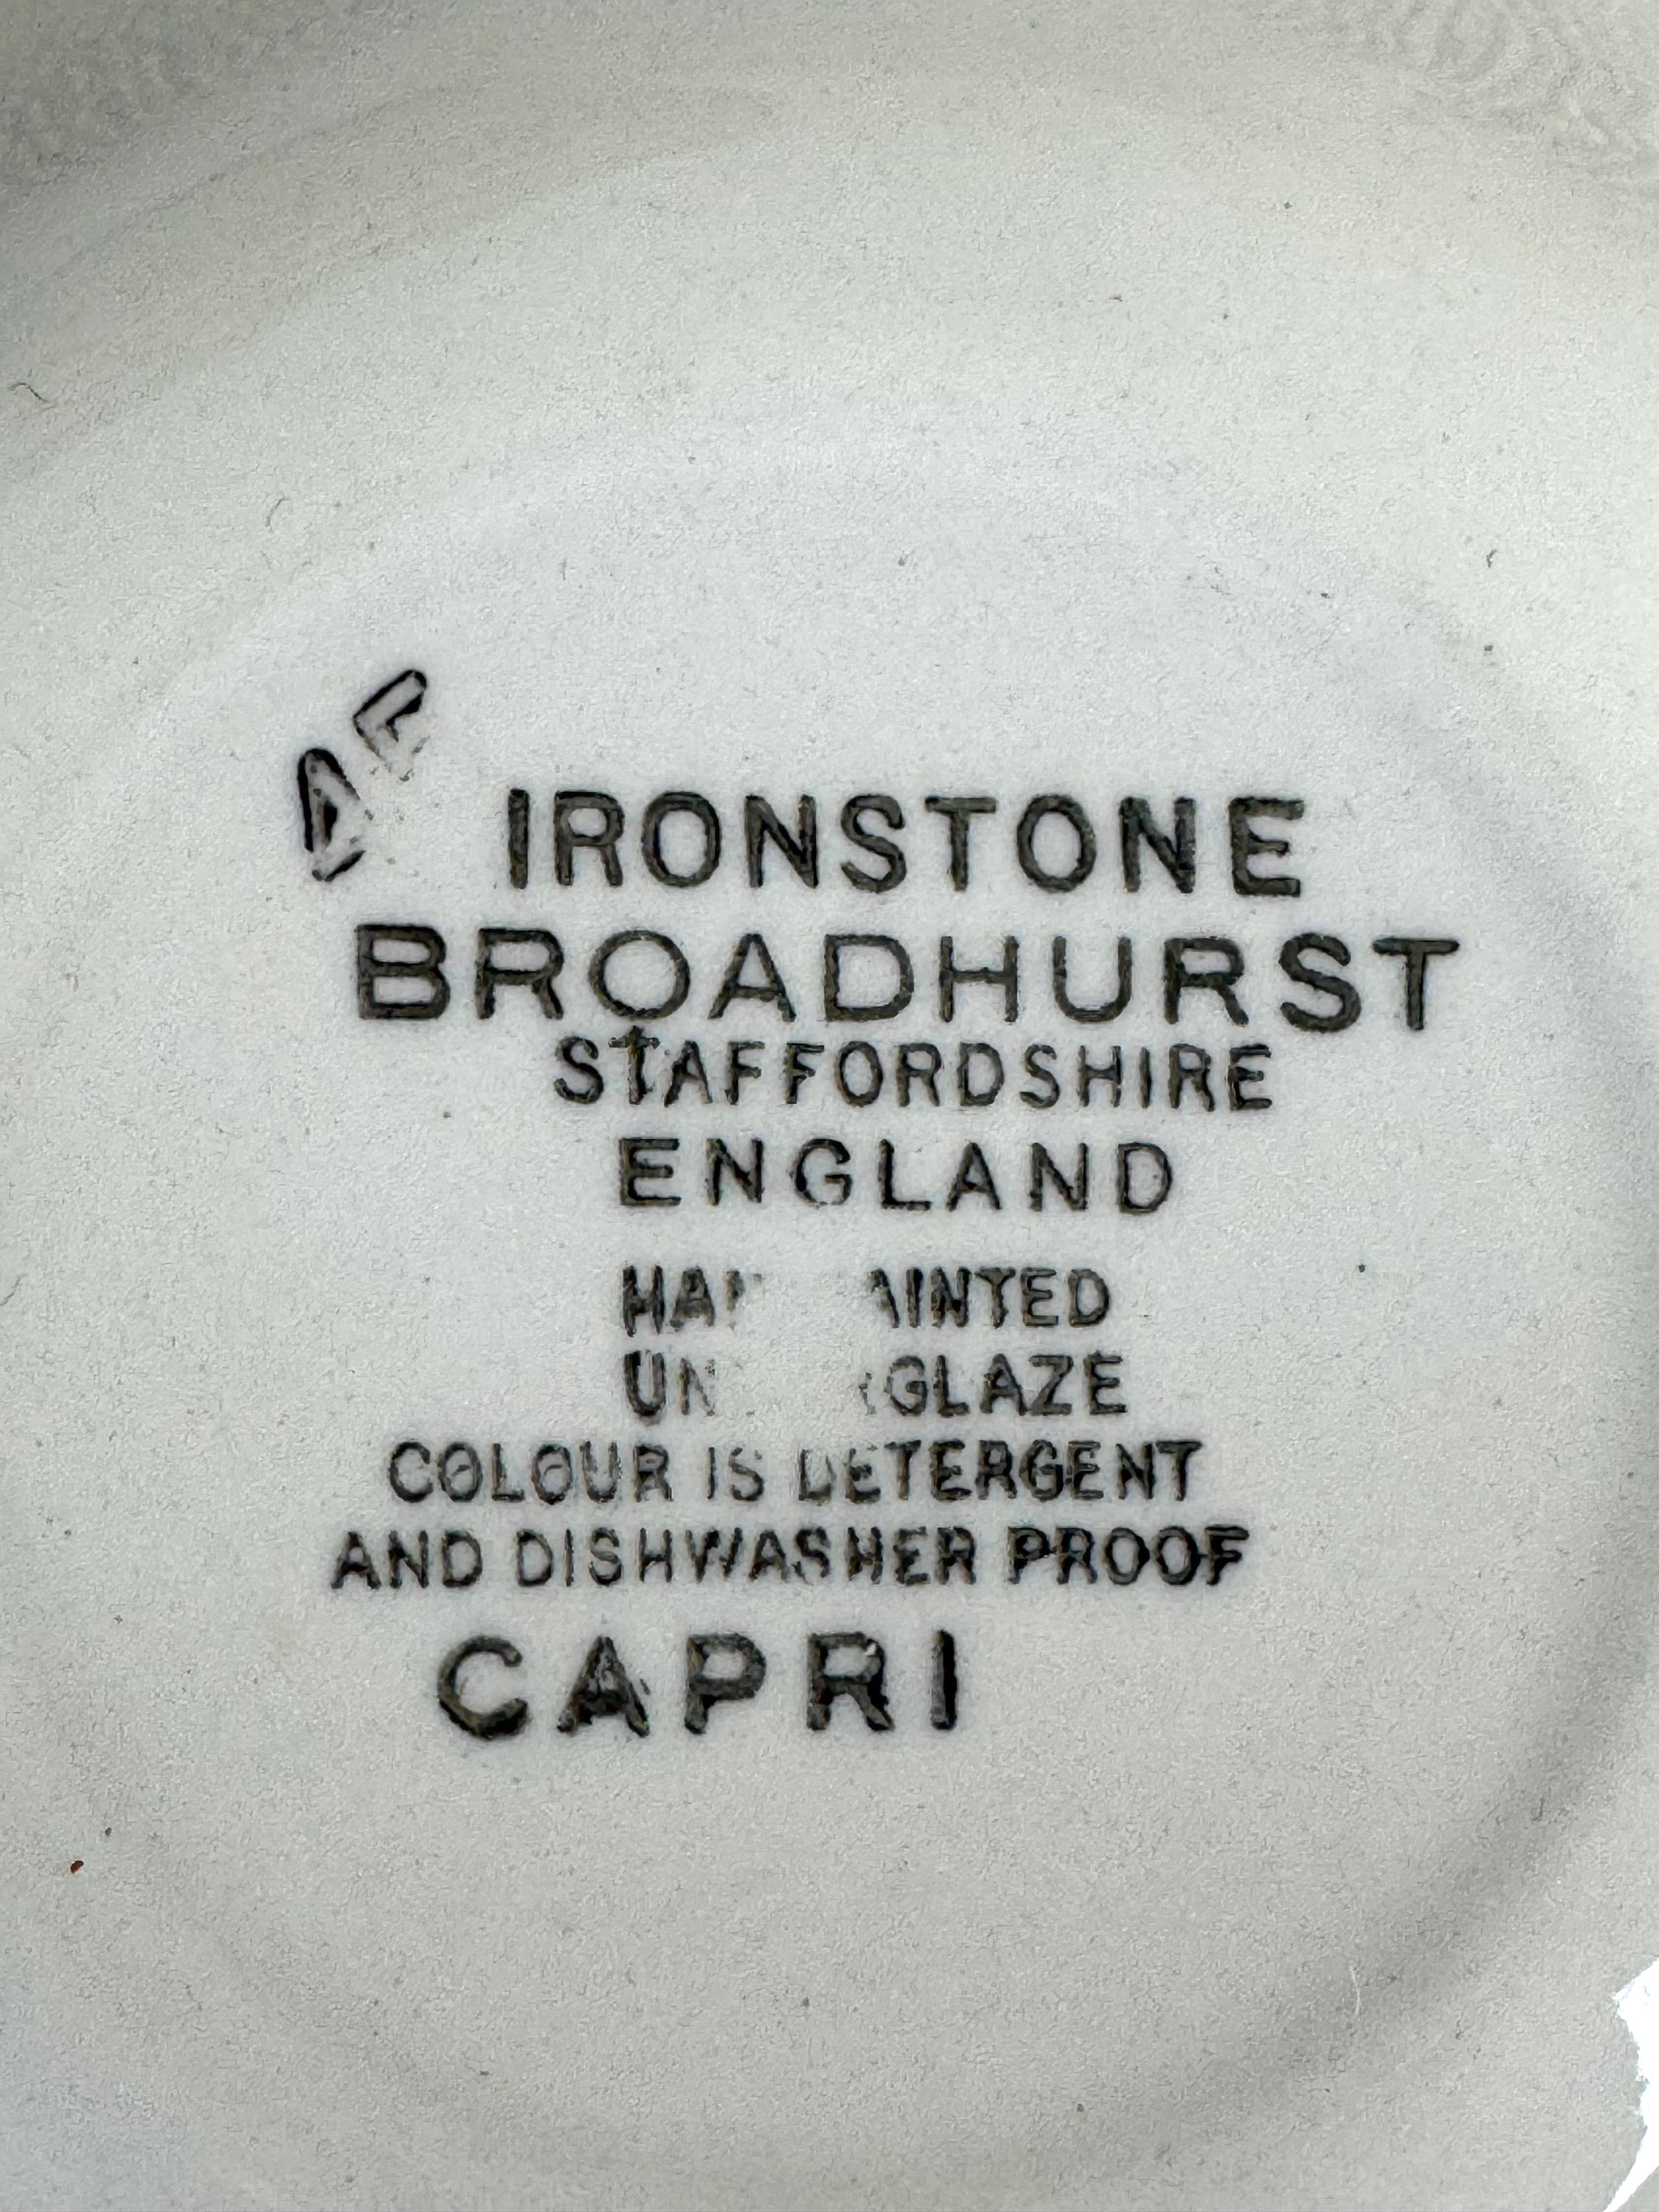 IRONSTONE
BROADHURST
STAFFORDSHIRE
ENGLAND
COLOUR IS DETERGENT
AND DISHWASHER PROOF
CAPRI